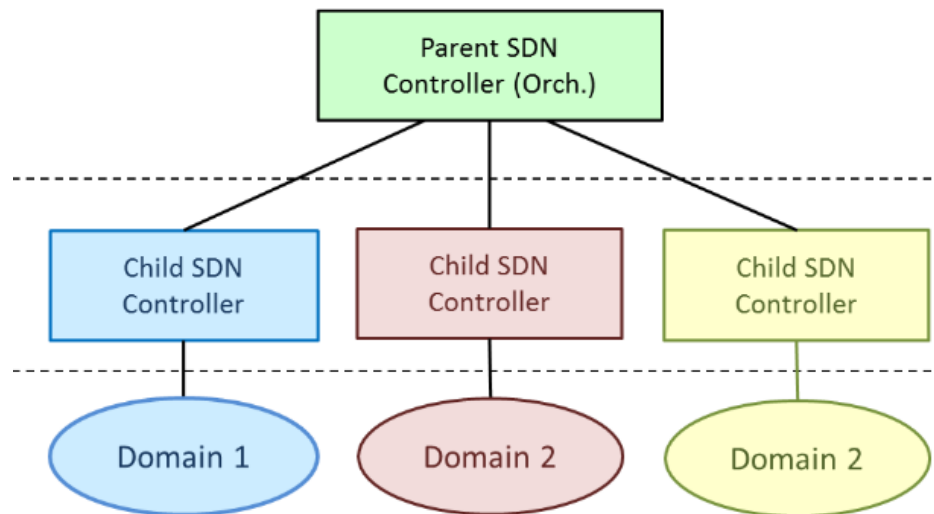 Parent SDN
Controller (Orch.)
Child SDN
Controller
Child SDN
Controller
Child SDN
Controller
Domain 1
Domain 2
Domain 2